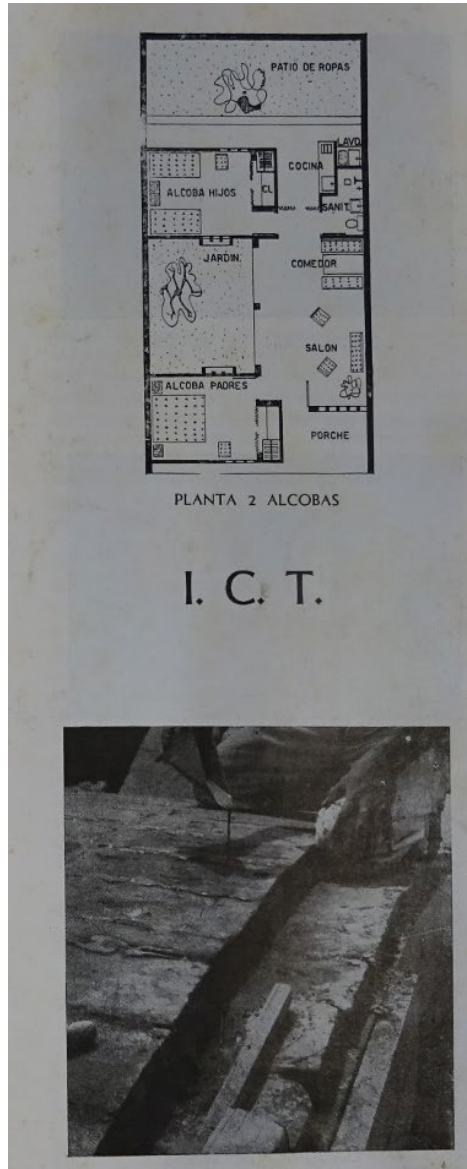 PATIO DE ROPAS
LAVD.
COCINA
ALCOBA HIJOS
CL
SANIT.
JARDIN.
COMEDOR
SALON
ALCOBA PADRES
PORCHE
PLANTA 2 ALCOBAS
I. C. T.